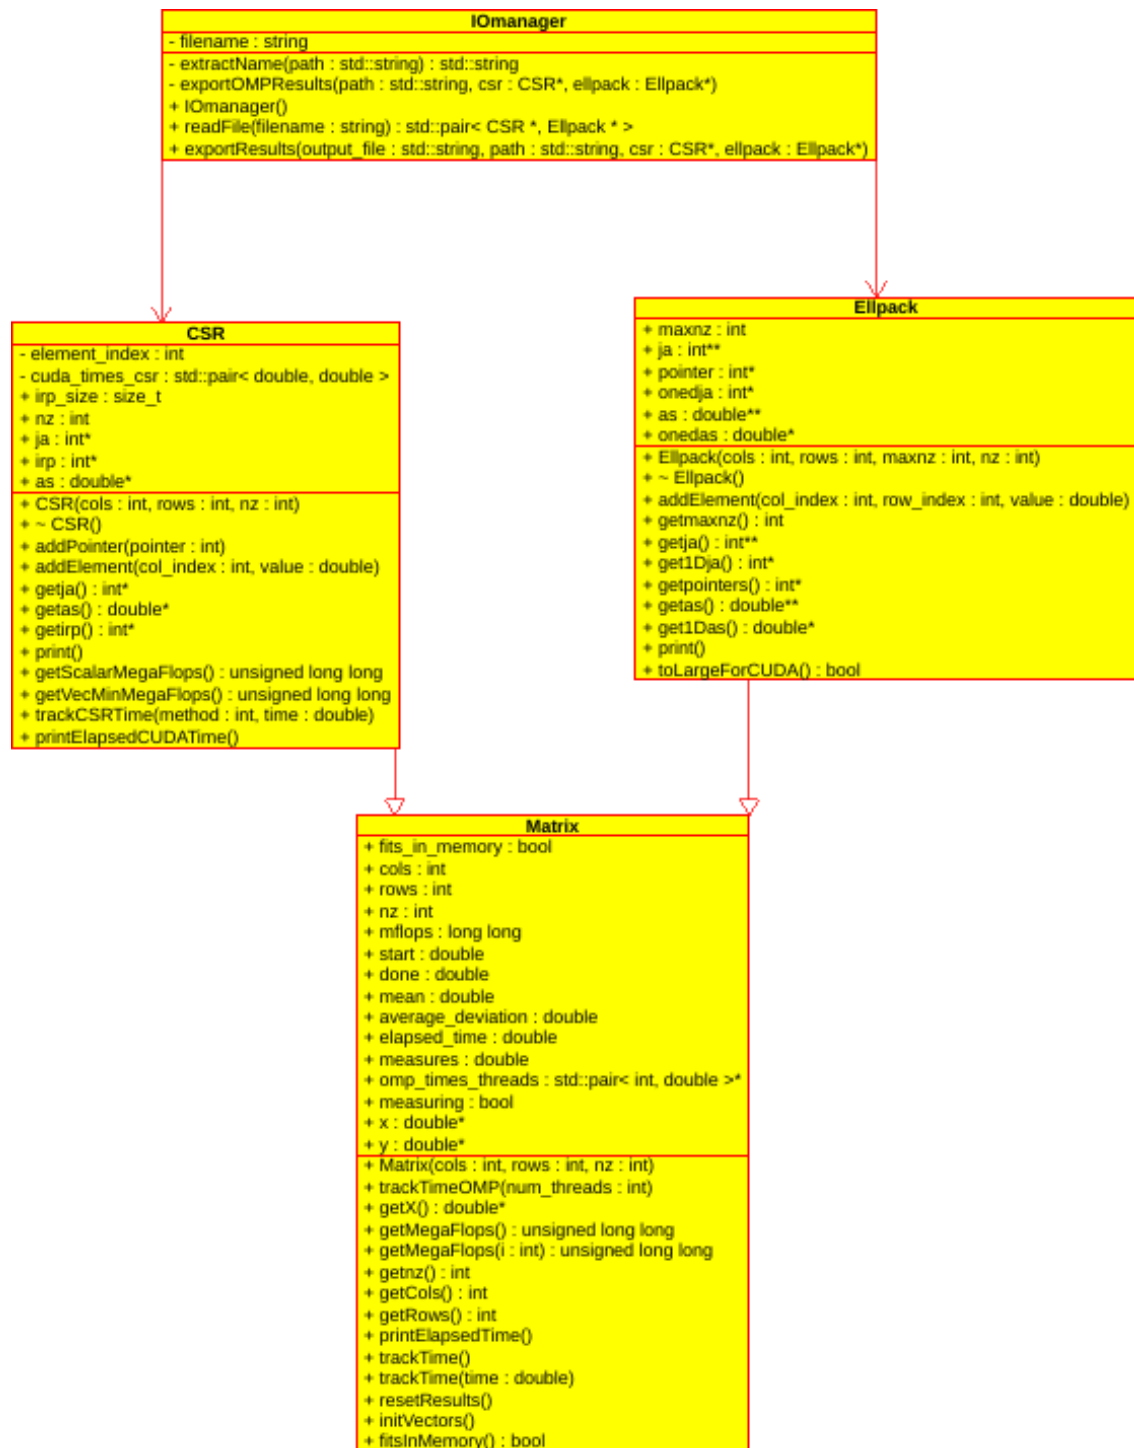 IOmanager
- filename : string
- extractName(path : std::string) : std::string
- exportOMPResults(path : std::string, csr : CSR*, ellpack : Ellpack*)
+ IOmanager()
+ readFile(filename : string) : std::pair< CSR *, Ellpack * >
+ exportResults(output_file : std::string, path : std::string, csr : CSR*, ellpack : Ellpack*)
CSR
- element_index : int
- cuda_times_csr : std::pair< double, double >
+ irp_size : size_t
+ nz : int
+ ja : int*
+ irp : int*
+ as : double*
+ CSR(cols : int, rows : int, nz : int)
+ ~ CSR()
+ addPointer(pointer : int)
+ addElement(col_index : int, value : double)
+ getja() : int*
+ getas() : double*
+ getirp() : int*
+ print()
+ getScalarMegaFlops() : unsigned long long
+ getVecMinMegaFlops() : unsigned long long
+ trackCSRTime(method : int, time : double)
+ printElapsedCUDATime()
Ellpack
+ maxnz : int
+ ja : int**
+ pointer : int*
+ onedja : int*
+ as : double**
+ onedas : double*
+ Ellpack(cols : int, rows : int, maxnz : int, nz : int)
+ ~ Ellpack()
+ addElement(col_index : int, row_index : int, value : double)
+ getmaxnz() : int
+ getja() : int**
+ get1Dja() : int*
+ getpointers() : int*
+ getas() : double**
+ get1Das() : double*
+ print()
+ toLargeForCUDA() : bool
Matrix
+ fits_in_memory : bool
+ cols : int
+ rows : int
+ nz : int
+ mflops : long long
+ start : double
+ done : double
+ mean : double
+ average_deviation : double
+ elapsed_time : double
+ measures : double
+ omp_times_threads : std::pair< int, double >*
+ measuring : bool
+ x : double*
+ y : double*
+ Matrix(cols : int, rows : int, nz : int)
+ trackTimeOMP(num_threads : int)
+ getX() : double*
+ getMegaFlops() : unsigned long long
+ getMegaFlops(i : int) : unsigned long long
+ getnz() : int
+ getCols() : int
+ getRows() : int
+ printElapsedTime()
+ trackTime()
+ trackTime(time : double)
+ resetResults()
+ initVectors()
+ fitsInMemory() : bool